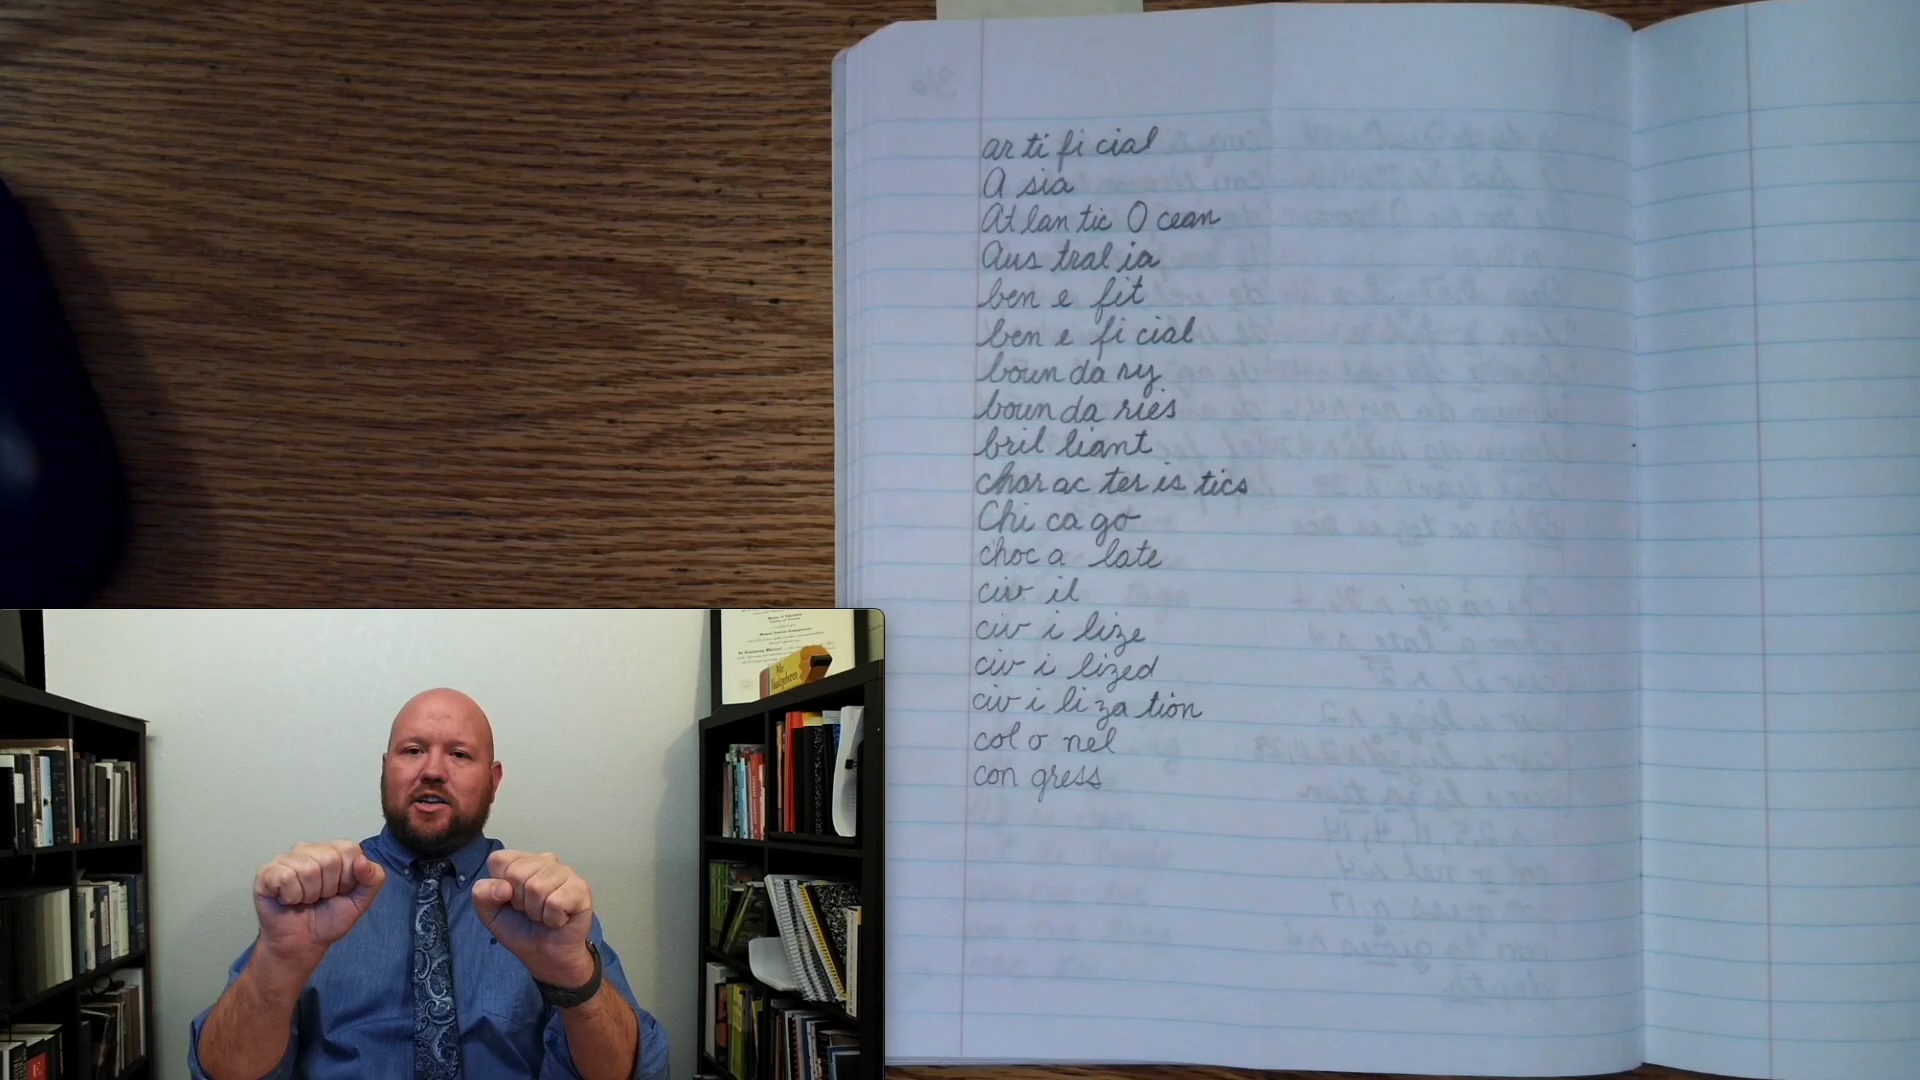 ar ti fi cial
A sia
At lan tic O cean
Aus tral ia
ben e fit
ben e fi cial
boun da ry
boun da ries
bril liant
char ac ter is tics
Chi ca go
choc a late
civ il
civ i lize
civ i lized
civ i li za tion
col o nel
con gress